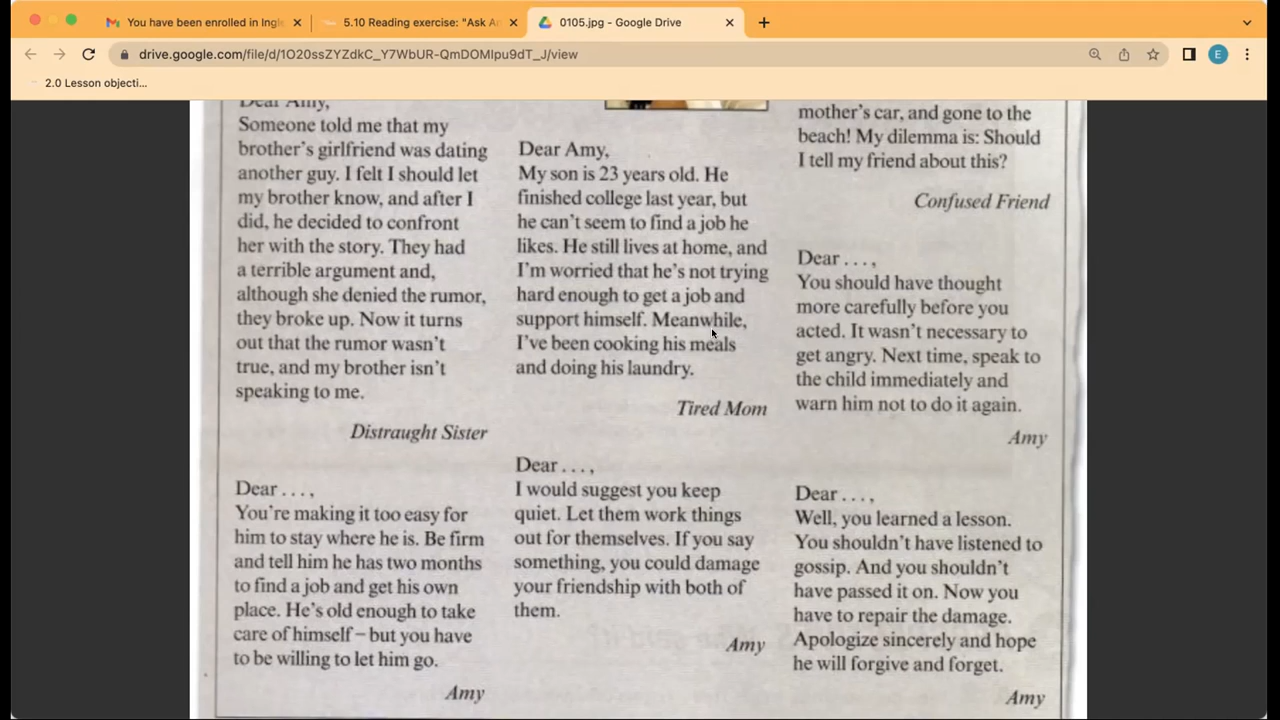 You have been enrolled in Ingl
5.10 Reading exercise: "Ask A
0105.jpg - Google Drive
drive.google.com/file/d/1O20ssZYZdkC_Y7WbUR-QmDOMIpu9dT_J/view
E
2.0 Lesson objecti...
Dear Amy,
Someone told me that my
brother's girlfriend was dating
another guy. I felt I should let
my brother know, and after I
did, he decided to confront
her with the story. They had
a terrible argument and,
although she denied the rumor,
they broke up. Now it turns
out that the rumor wasn't
true, and my brother isn't
speaking to me.
Distraught Sister
Dear . . . ,
You're making it too easy for
him to stay where he is. Be firm
and tell him he has two months
to find a job and get his own
place. He's old enough to take
care of himself – but you have
to be willing to let him go.
Amy
Dear Amy,
My son is 23 years old. He
finished college last year, but
he can't seem to find a job he
likes. He still lives at home, and
I'm worried that he's not trying
hard enough to get a job and
support himself. Meanwhile,
I've been cooking his meals
and doing his laundry.
Tired Mom
Dear . . . ,
I would suggest you keep
quiet. Let them work things
out for themselves. If you say
something, you could damage
your friendship with both of
them.
Amy
mother's car, and gone to the
beach! My dilemma is: Should
I tell my friend about this?
Confused Friend
Dear . . . ,
You should have thought
more carefully before you
acted. It wasn't necessary to
get angry. Next time, speak to
the child immediately and
warn him not to do it again.
Amy
Dear . . . ,
Well, you learned a lesson.
You shouldn't have listened to
gossip. And you shouldn't
have passed it on. Now you
have to repair the damage.
Apologize sincerely and hope
he will forgive and forget.
Amy